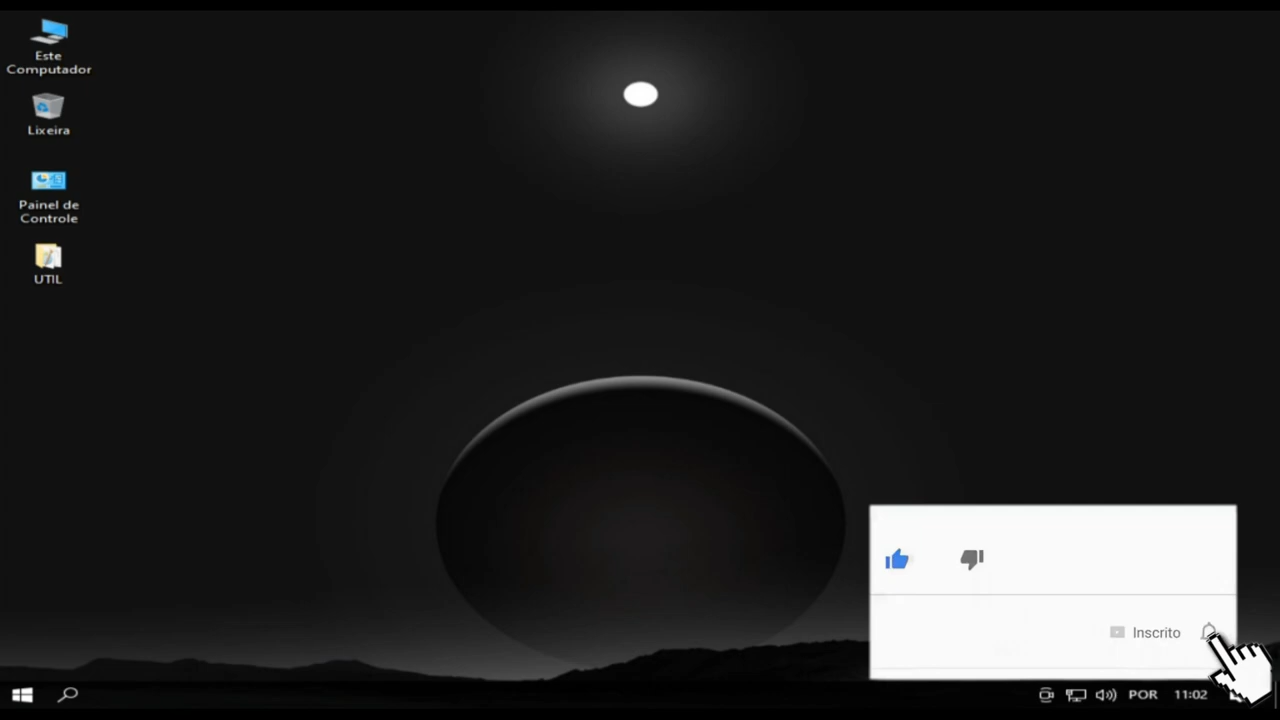 Este
Computador
Lixeira
Painel de
Controle
UTIL
Inscrito
POR
11:02